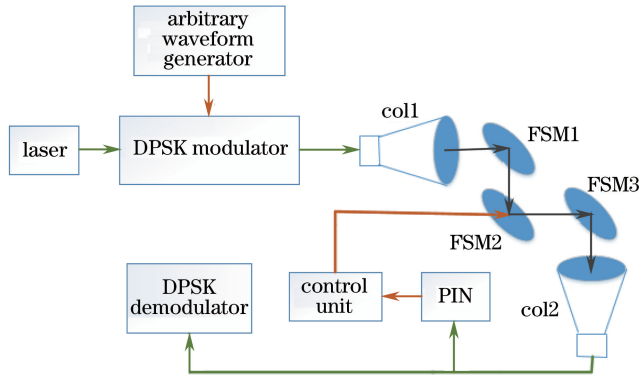 arbitrary
waveform
generator
laser
DPSK modulator
col1
FSM1
FSM2
FSM3
DPSK
demodulator
control
unit
PIN
col2